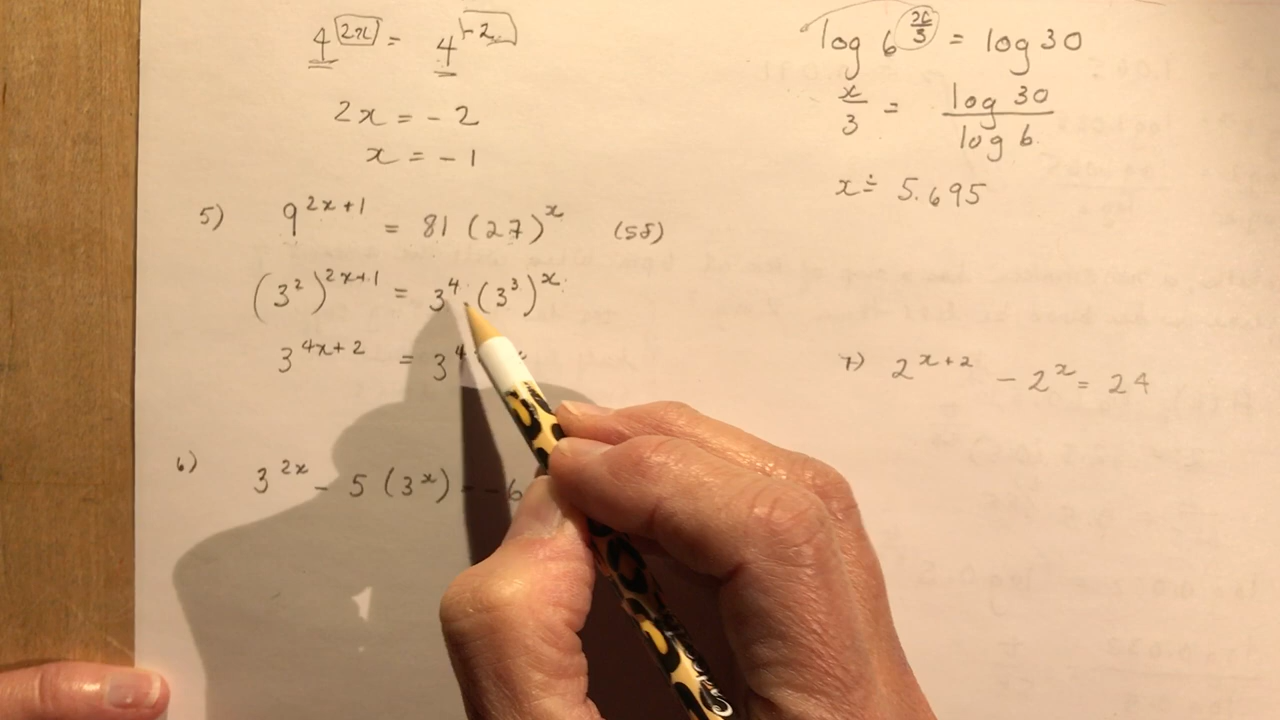 4^{2x} = 4^{-2}
2x = -2
x = -1
5) 9^{2x+1} = 81 (27)^x (5δ)
(3^2)^{2x+1} = 3^4 · (3^3)^x
3^{4x+2} = 3^4
6) 3^{2x} - 5 (3^x) = -6
log 6^{x/3} = log 30
x/3 = log 30 / log 6
x ≐ 5.695
7) 2^{x+2} - 2^x = 24